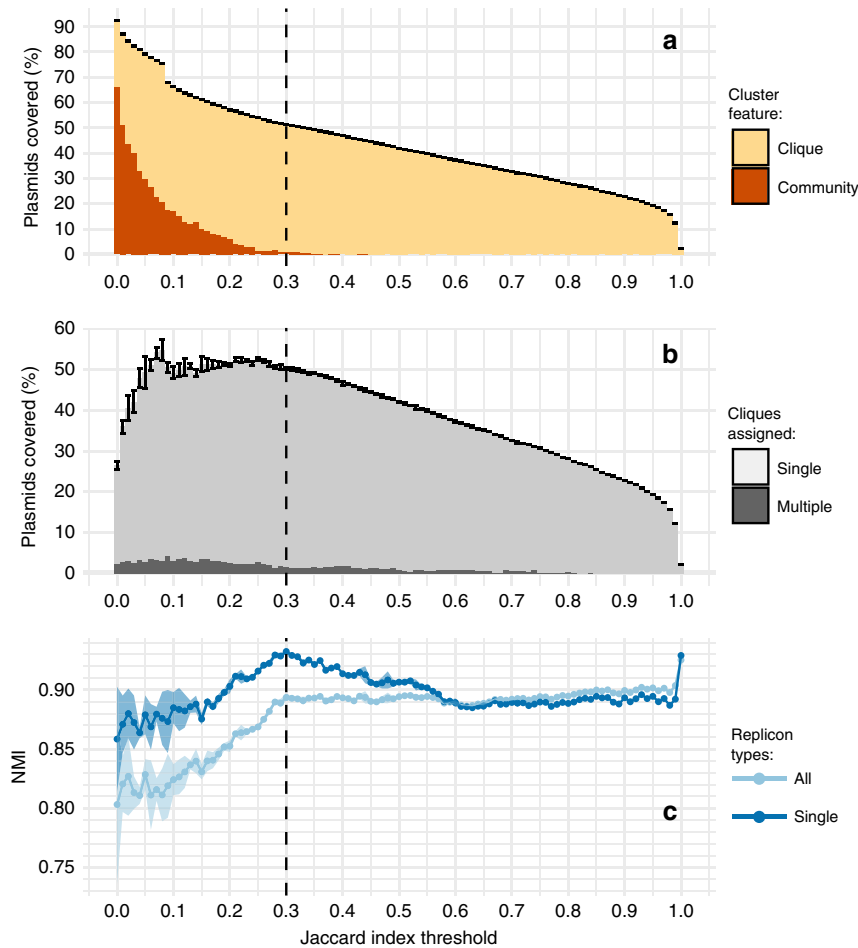 a
90
80
70
60
50
40
30
20
10
0
Plasmids covered (%)
0.0 0.1 0.2 0.3 0.4 0.5 0.6 0.7 0.8 0.9 1.0
Cluster
feature:
Clique
Community
b
60
50
40
30
20
10
0
Plasmids covered (%)
0.0 0.1 0.2 0.3 0.4 0.5 0.6 0.7 0.8 0.9 1.0
Cliques
assigned:
Single
Multiple
0.90
0.85
0.80
0.75
NMI
c
0.0 0.1 0.2 0.3 0.4 0.5 0.6 0.7 0.8 0.9 1.0
Jaccard index threshold
Replicon
types:
All
Single